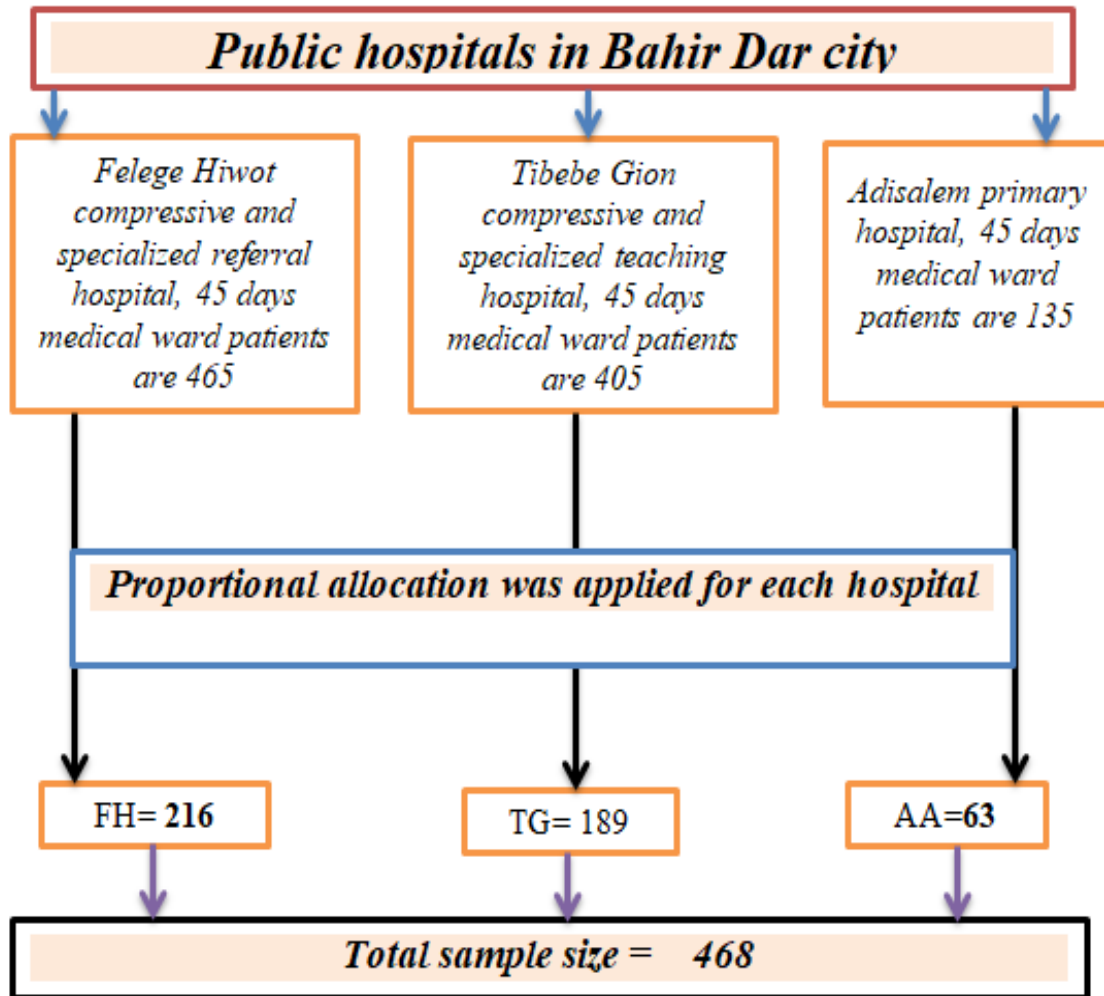 Public hospitals in Bahir Dar city
Felege Hiwot
compressive and
specialized referral
hospital, 45 days
medical ward patients
are 465
Tibebe Gion
compressive and
specialized teaching
hospital, 45 days
medical ward patients
are 405
Adisalem primary
hospital, 45 days
medical ward
patients are 135
Proportional allocation was applied for each hospital
FH= 216
TG= 189
AA=63
Total sample size = 468